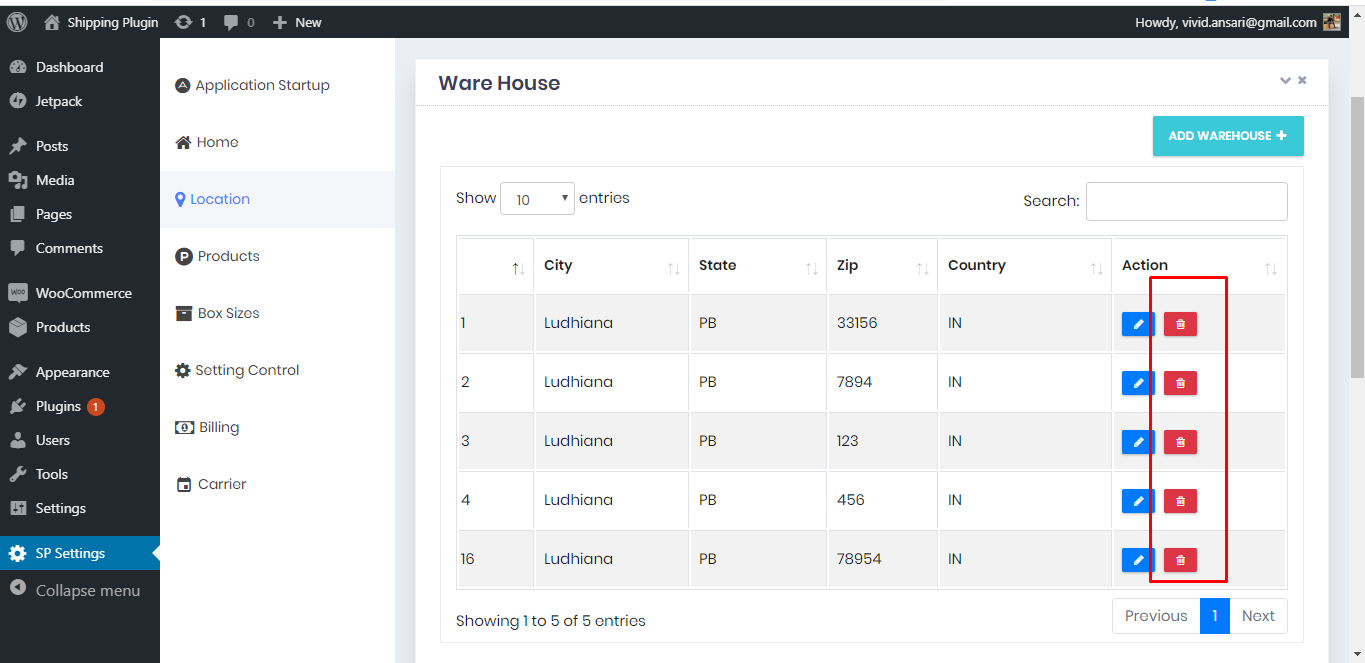 Shipping Plugin 1 0 New Howdy, vivid.ansari@gmail.com
Dashboard
Jetpack
Posts
Media
Pages
Comments
WooCommerce
Products
Appearance
Plugins 1
Users
Tools
Settings
SP Settings
Collapse menu
Application Startup
Home
Location
Products
Box Sizes
Setting Control
Billing
Carrier
Ware House
ADD WAREHOUSE
Show 10 entries Search:
City State Zip Country Action
1 Ludhiana PB 33156 IN
2 Ludhiana PB 7894 IN
3 Ludhiana PB 123 IN
4 Ludhiana PB 456 IN
16 Ludhiana PB 78954 IN
Showing 1 to 5 of 5 entries Previous 1 Next